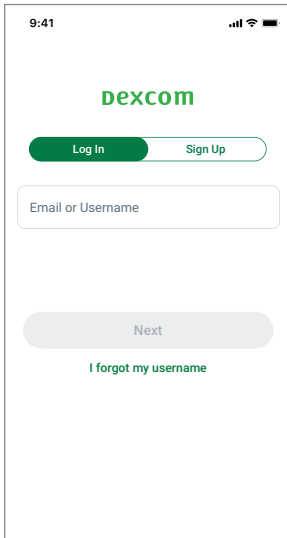 9:41
Dexcom
Log In
Sign Up
Email or Username
Next
I forgot my username